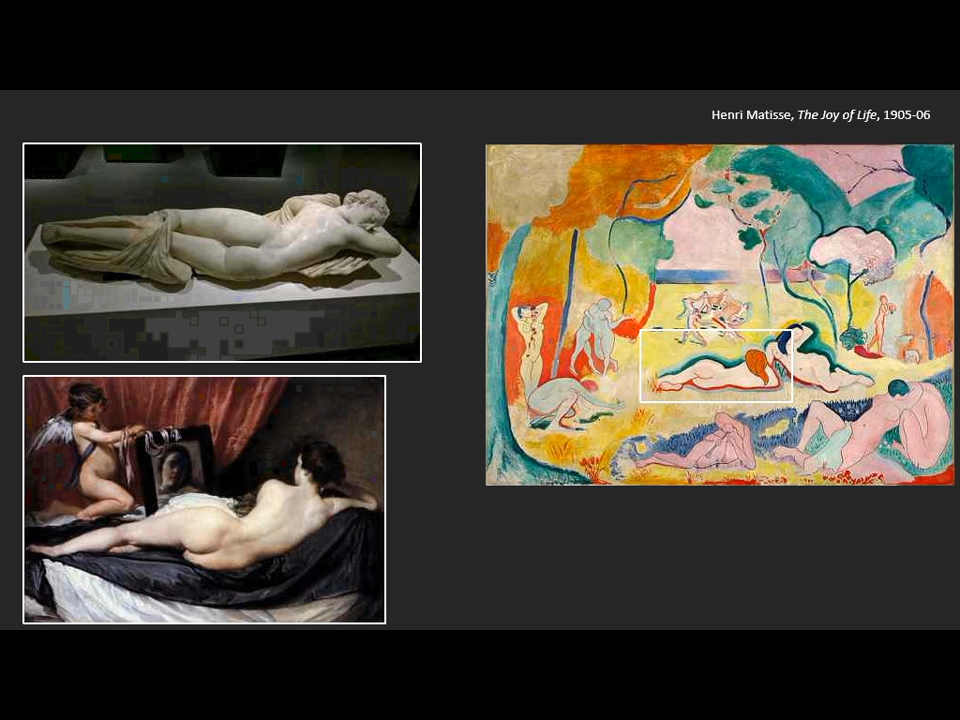 Henri Matisse, The Joy of Life, 1905-06